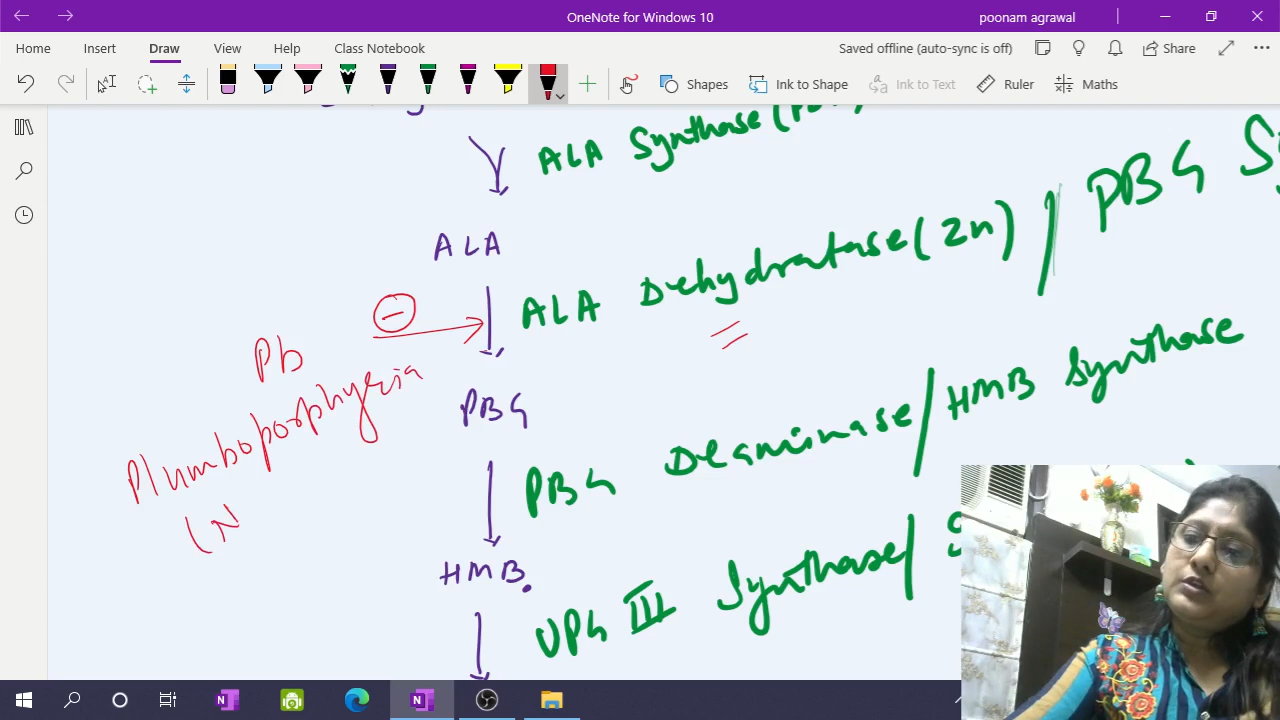 OneNote for Windows 10
poonam agrawal
Home Insert Draw View Help Class Notebook
Saved offline (auto-sync is off)
Share
Shapes
Ink to Shape
Ink to Text
Ruler
Maths
ALA Synthase (
ALA
ALA Dehydratase (Zn) / PBG
Pb
Plumboporphyria
(N
PBG
PBG Deaminase / HMB Synthase
HMB
UPG III Synthase /